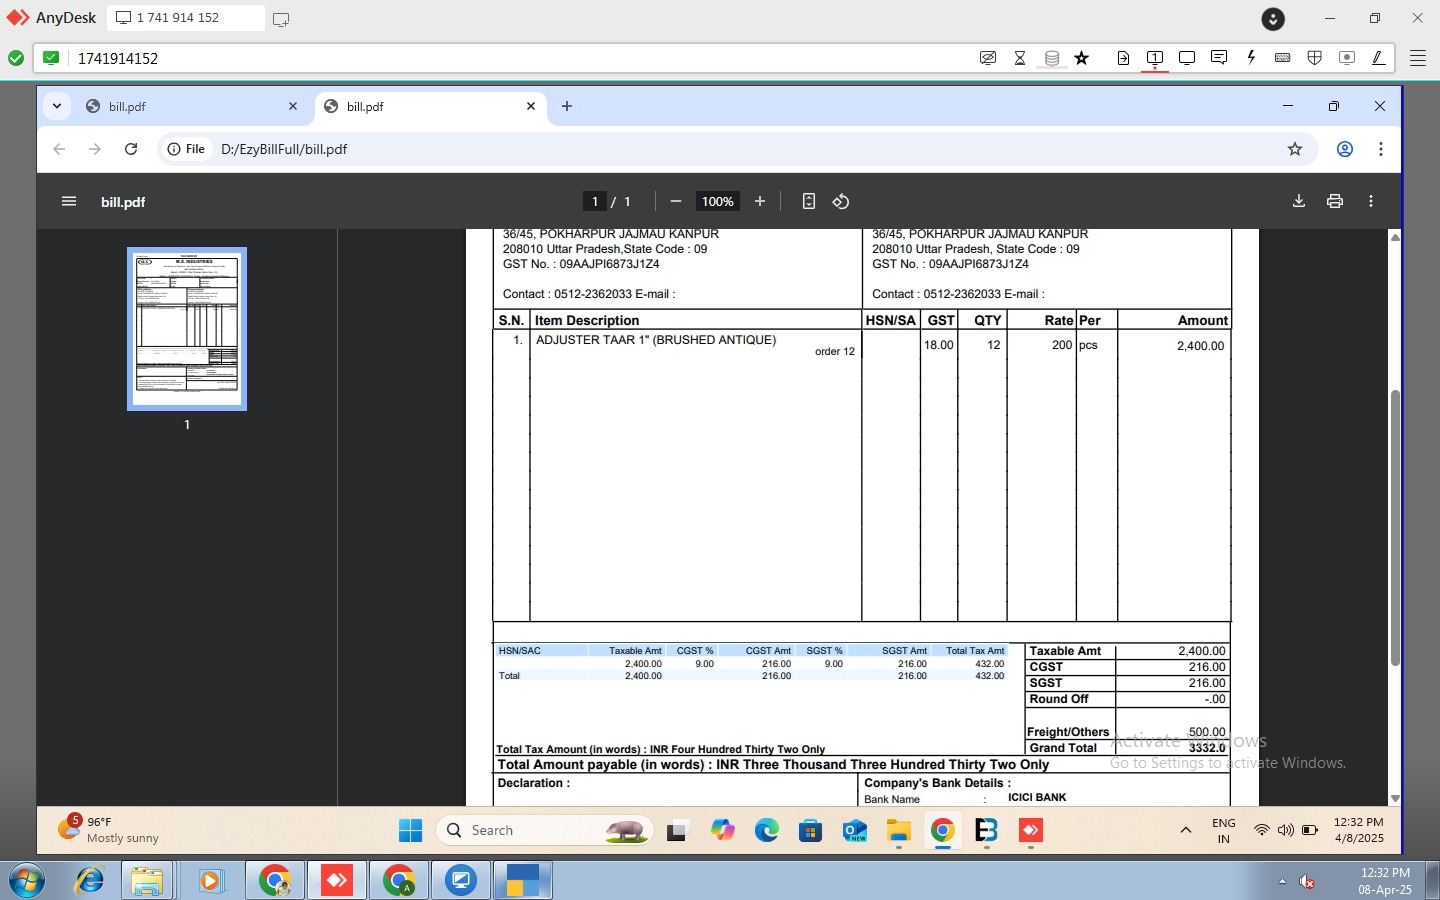 AnyDesk
1 741 914 152
1741914152
bill.pdf
bill.pdf
File
D:/EzyBillFull/bill.pdf
bill.pdf
1 / 1
100%
M.S. INDUSTRIES
1
36/45, POKHARPUR JAJMAU KANPUR
208010 Uttar Pradesh,State Code : 09
GST No. : 09AAJPI6873J1Z4
Contact : 0512-2362033 E-mail :
36/45, POKHARPUR JAJMAU KANPUR
208010 Uttar Pradesh, State Code : 09
GST No. : 09AAJPI6873J1Z4
Contact : 0512-2362033 E-mail :
S.N. Item Description HSN/SA GST QTY Rate Per Amount
1. ADJUSTER TAAR 1" (BRUSHED ANTIQUE) 18.00 12 200 pcs 2,400.00
order 12
HSN/SAC Taxable Amt CGST % CGST Amt SGST % SGST Amt Total Tax Amt
2,400.00 9.00 216.00 9.00 216.00 432.00
Total 2,400.00 216.00 216.00 432.00
Taxable Amt 2,400.00
CGST 216.00
SGST 216.00
Round Off -.00
Freight/Others 500.00
Grand Total 3332.0
Total Tax Amount (in words) : INR Four Hundred Thirty Two Only
Total Amount payable (in words) : INR Three Thousand Three Hundred Thirty Two Only
Declaration :
Company's Bank Details :
Bank Name : ICICI BANK
Activate Windows
Go to Settings to activate Windows.
5
96°F
Mostly sunny
Search
NEW
ENG
IN
12:32 PM
4/8/2025
A
12:32 PM
08-Apr-25